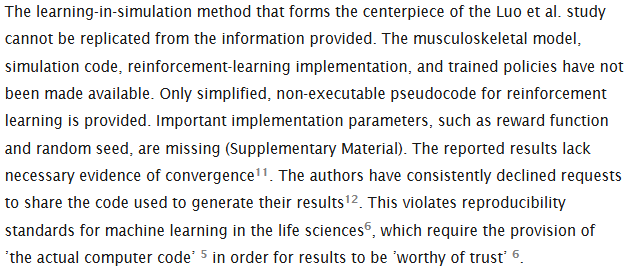 The learning-in-simulation method that forms the centerpiece of the Luo et al. study
cannot be replicated from the information provided. The musculoskeletal model,
simulation code, reinforcement-learning implementation, and trained policies have not
been made available. Only simplified, non-executable pseudocode for reinforcement
learning is provided. Important implementation parameters, such as reward function
and random seed, are missing (Supplementary Material). The reported results lack
necessary evidence of convergence¹¹. The authors have consistently declined requests
to share the code used to generate their results¹². This violates reproducibility
standards for machine learning in the life sciences⁶, which require the provision of
’the actual computer code’ ⁵ in order for results to be ’worthy of trust’ ⁶.